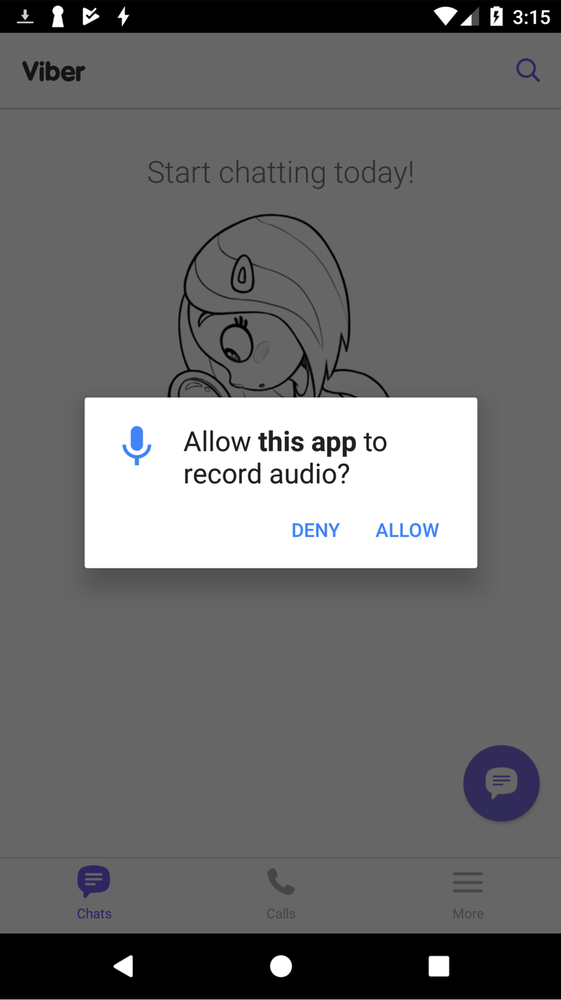 3:15
Viber
Start chatting today!
Allow this app to
record audio?
DENY ALLOW
Chats Calls More